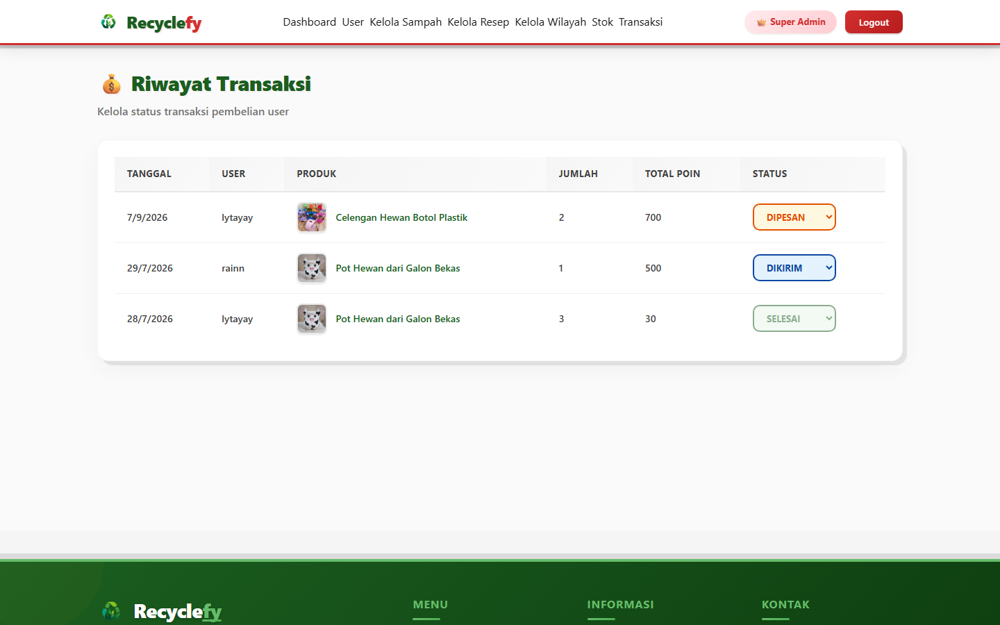 Recyclefy
Dashboard User Kelola Sampah Kelola Resep Kelola Wilayah Stok Transaksi
Super Admin
Logout
Riwayat Transaksi
Kelola status transaksi pembelian user
TANGGAL USER PRODUK JUMLAH TOTAL POIN STATUS
7/9/2026 lytayay Celengan Hewan Botol Plastik 2 700 DIPESAN
29/7/2026 rainn Pot Hewan dari Galon Bekas 1 500 DIKIRIM
28/7/2026 lytayay Pot Hewan dari Galon Bekas 3 30 SELESAI
Recyclefy
MENU
INFORMASI
KONTAK